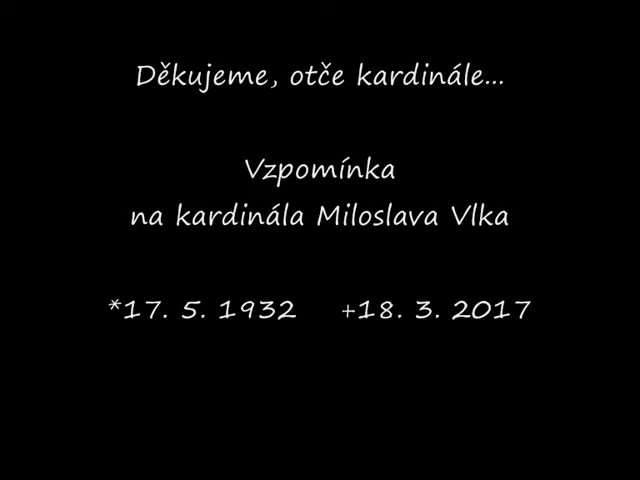 Děkujeme, otče kardinále...
Vzpomínka
na kardinála Miloslava Vlka
*17. 5. 1932 +18. 3. 2017